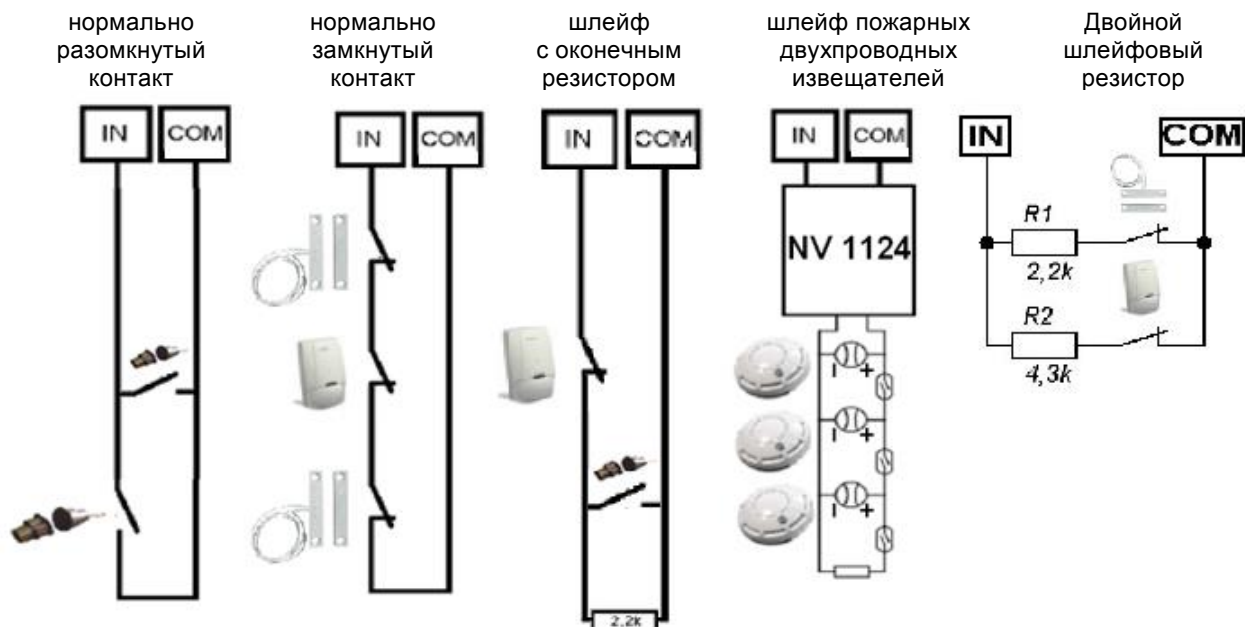 нормально
разомкнутый
контакт
нормально
замкнутый
контакт
шлейф
с оконечным
резистором
шлейф пожарных
двухпроводных
извещателей
Двойной
шлейфовый
резистор
IN COM
IN COM
IN COM
IN COM
IN COM
NV 1124
R1
2,2k
R2
4,3k
- +
- +
- +
2,2k